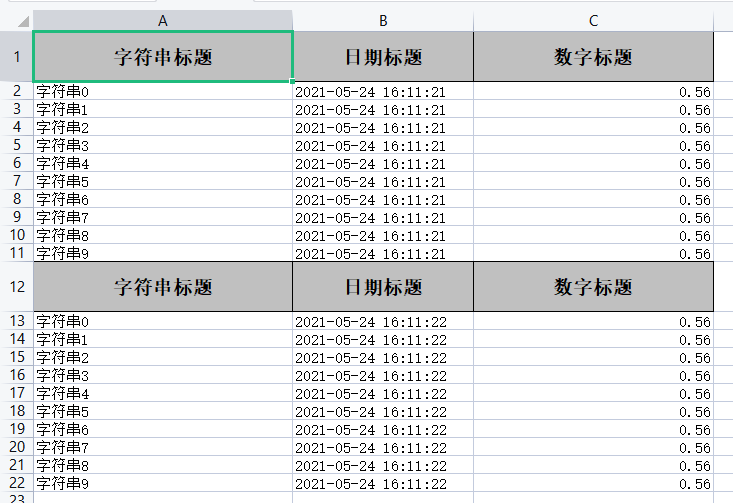 A B C
1 字符串标题 日期标题 数字标题
2 字符串0 2021-05-24 16:11:21 0.56
3 字符串1 2021-05-24 16:11:21 0.56
4 字符串2 2021-05-24 16:11:21 0.56
5 字符串3 2021-05-24 16:11:21 0.56
6 字符串4 2021-05-24 16:11:21 0.56
7 字符串5 2021-05-24 16:11:21 0.56
8 字符串6 2021-05-24 16:11:21 0.56
9 字符串7 2021-05-24 16:11:21 0.56
10 字符串8 2021-05-24 16:11:21 0.56
11 字符串9 2021-05-24 16:11:21 0.56
12 字符串标题 日期标题 数字标题
13 字符串0 2021-05-24 16:11:22 0.56
14 字符串1 2021-05-24 16:11:22 0.56
15 字符串2 2021-05-24 16:11:22 0.56
16 字符串3 2021-05-24 16:11:22 0.56
17 字符串4 2021-05-24 16:11:22 0.56
18 字符串5 2021-05-24 16:11:22 0.56
19 字符串6 2021-05-24 16:11:22 0.56
20 字符串7 2021-05-24 16:11:22 0.56
21 字符串8 2021-05-24 16:11:22 0.56
22 字符串9 2021-05-24 16:11:22 0.56
23